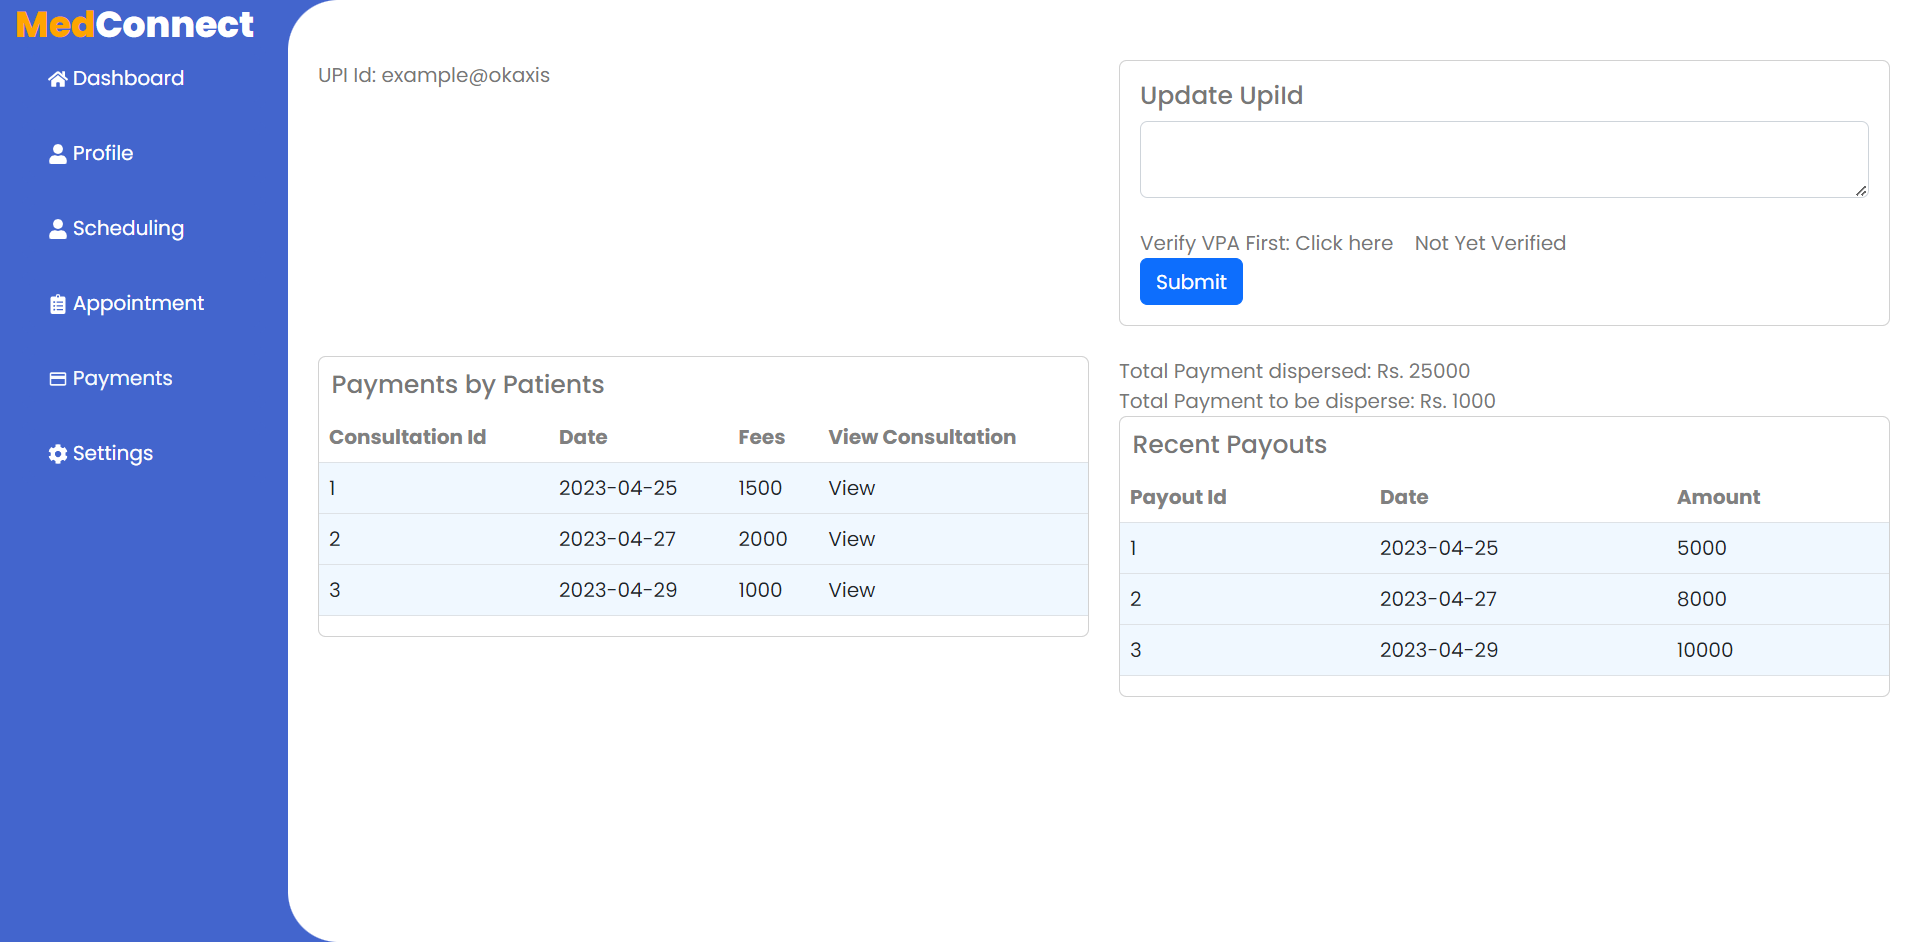 MedConnect
Dashboard
Profile
Scheduling
Appointment
Payments
Settings
UPI Id: example@okaxis
Update UpiId
Verify VPA First: Click here Not Yet Verified
Submit
Payments by Patients
Consultation Id Date Fees View Consultation
1 2023-04-25 1500 View
2 2023-04-27 2000 View
3 2023-04-29 1000 View
Total Payment dispersed: Rs. 25000
Total Payment to be disperse: Rs. 1000
Recent Payouts
Payout Id Date Amount
1 2023-04-25 5000
2 2023-04-27 8000
3 2023-04-29 10000